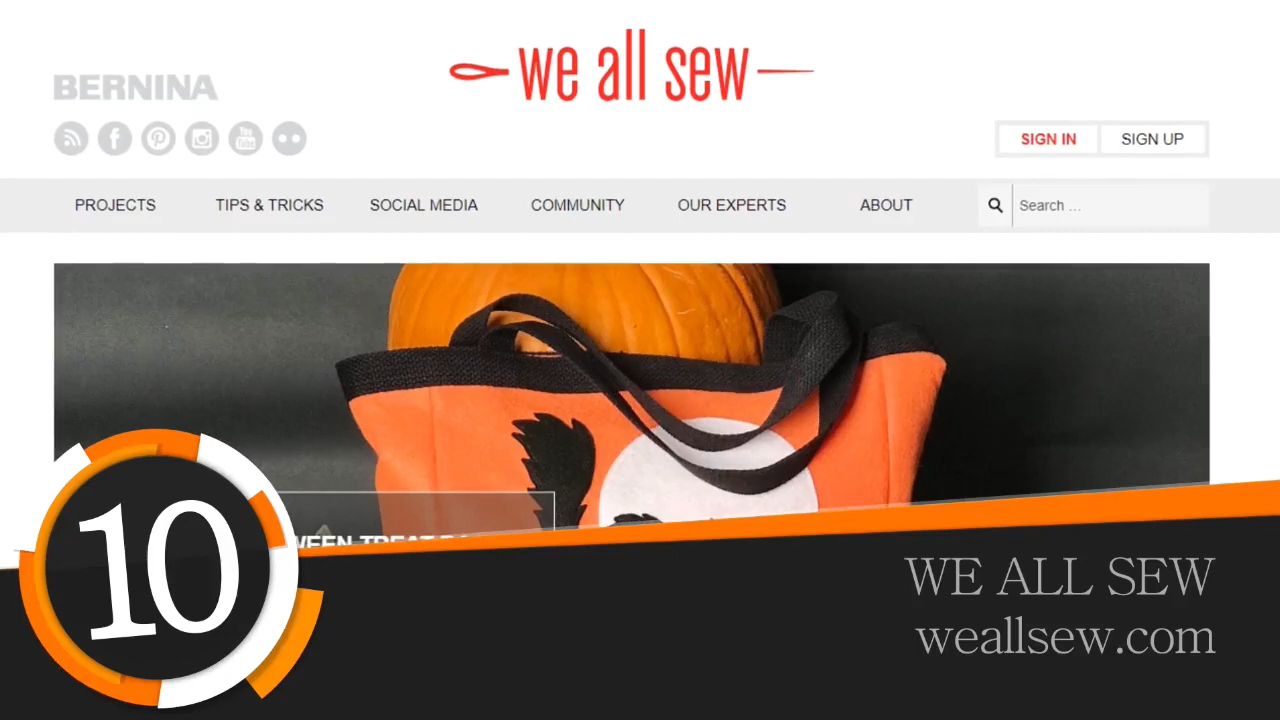 we all sew
BERNINA
SIGN IN SIGN UP
PROJECTS TIPS & TRICKS SOCIAL MEDIA COMMUNITY OUR EXPERTS ABOUT Search ...
10
WE ALL SEW
weallsew.com